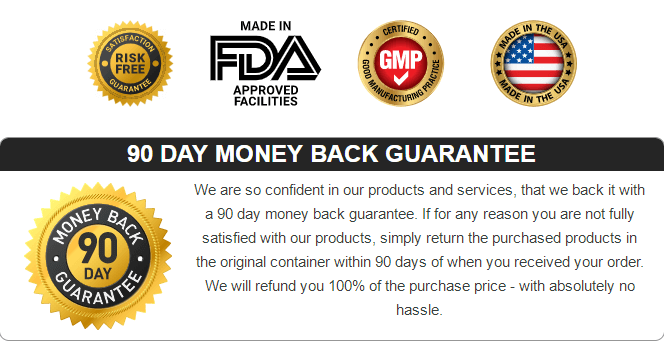 SATISFACTION
RISK
FREE
GUARANTEE
MADE IN
FDA
APPROVED
FACILITIES
CERTIFIED
GMP
GOOD MANUFACTURING PRACTICE
MADE IN THE USA
MADE IN THE USA
90 DAY MONEY BACK GUARANTEE
MONEY BACK
90
DAY
GUARANTEE
We are so confident in our products and services, that we back it with
a 90 day money back guarantee. If for any reason you are not fully
satisfied with our products, simply return the purchased products in
the original container within 90 days of when you received your order.
We will refund you 100% of the purchase price - with absolutely no
hassle.